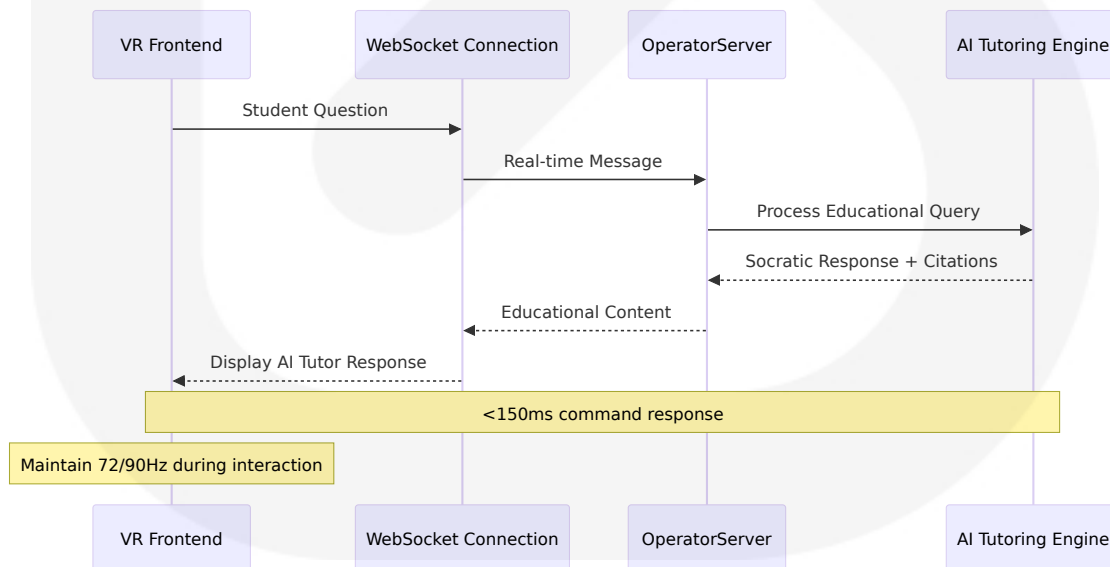 VR Frontend
WebSocket Connection
OperatorServer
AI Tutoring Engine
Student Question
Real-time Message
Process Educational Query
Socratic Response + Citations
Educational Content
Display AI Tutor Response
<150ms command response
Maintain 72/90Hz during interaction
VR Frontend
WebSocket Connection
OperatorServer
AI Tutoring Engine